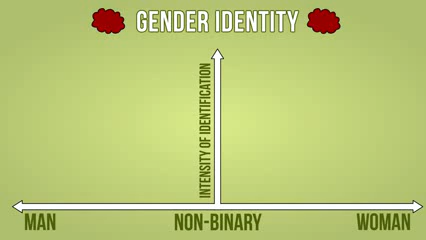 GENDER IDENTITY
INTENSITY OF IDENTIFICATION
MAN
NON-BINARY
WOMAN